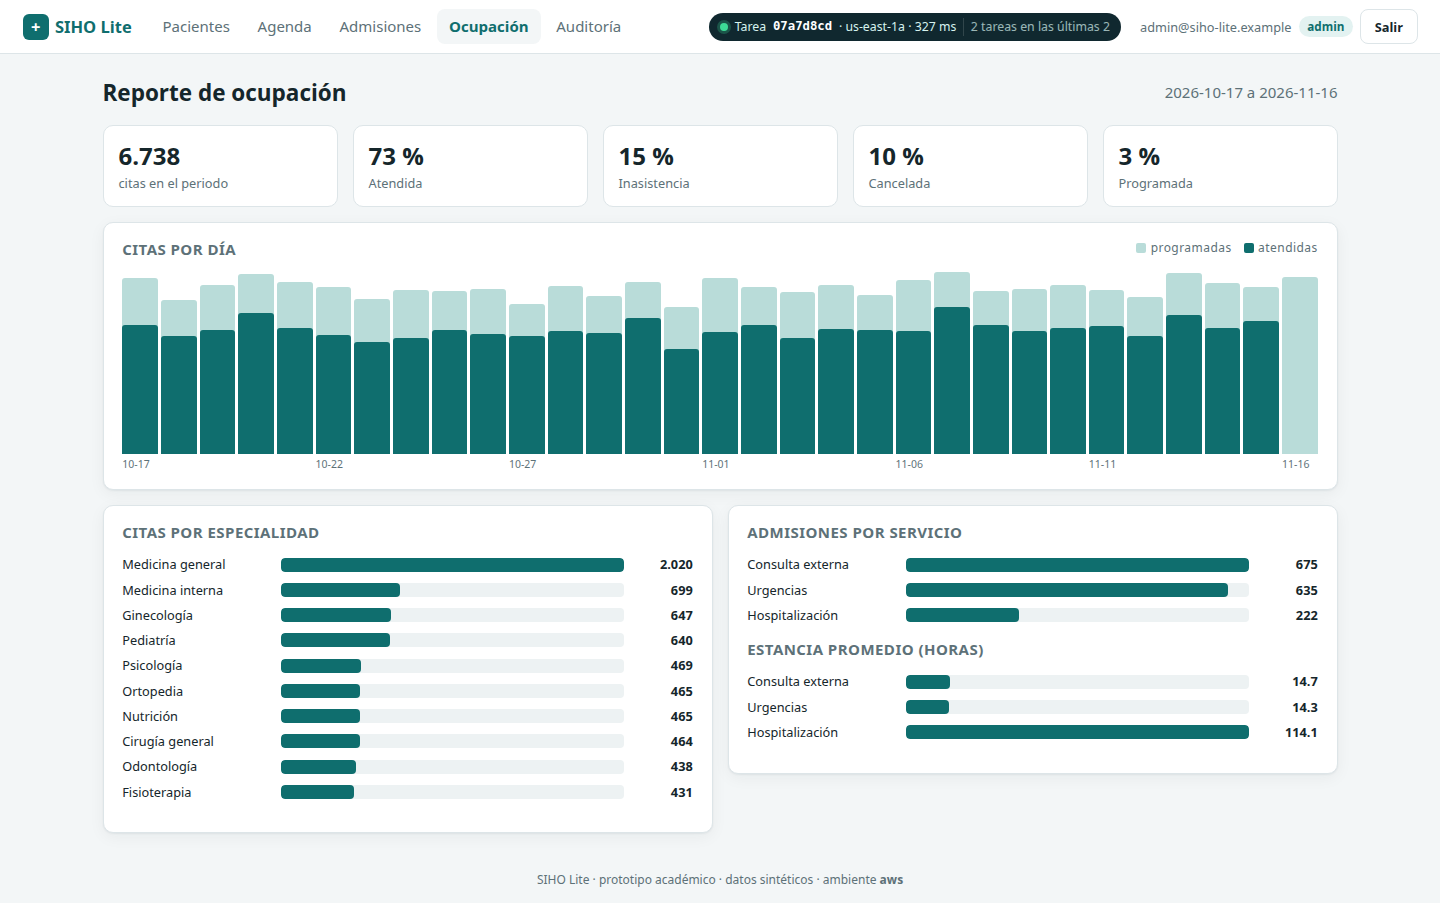 + SIHO Lite Pacientes Agenda Admisiones Ocupación Auditoría Tarea 07a7d8cd · us-east-1a · 327 ms 2 tareas en las últimas 2 admin@siho-lite.example admin Salir
Reporte de ocupación 2026-10-17 a 2026-11-16
6.738 73 % 15 % 10 % 3 %
citas en el periodo Atendida Inasistencia Cancelada Programada
CITAS POR DÍA programadas atendidas
10-17 10-22 10-27 11-01 11-06 11-11 11-16
CITAS POR ESPECIALIDAD
Medicina general 2.020
Medicina interna 699
Ginecología 647
Pediatría 640
Psicología 469
Ortopedia 465
Nutrición 465
Cirugía general 464
Odontología 438
Fisioterapia 431
ADMISIONES POR SERVICIO
Consulta externa 675
Urgencias 635
Hospitalización 222
ESTANCIA PROMEDIO (HORAS)
Consulta externa 14.7
Urgencias 14.3
Hospitalización 114.1
SIHO Lite · prototipo académico · datos sintéticos · ambiente aws